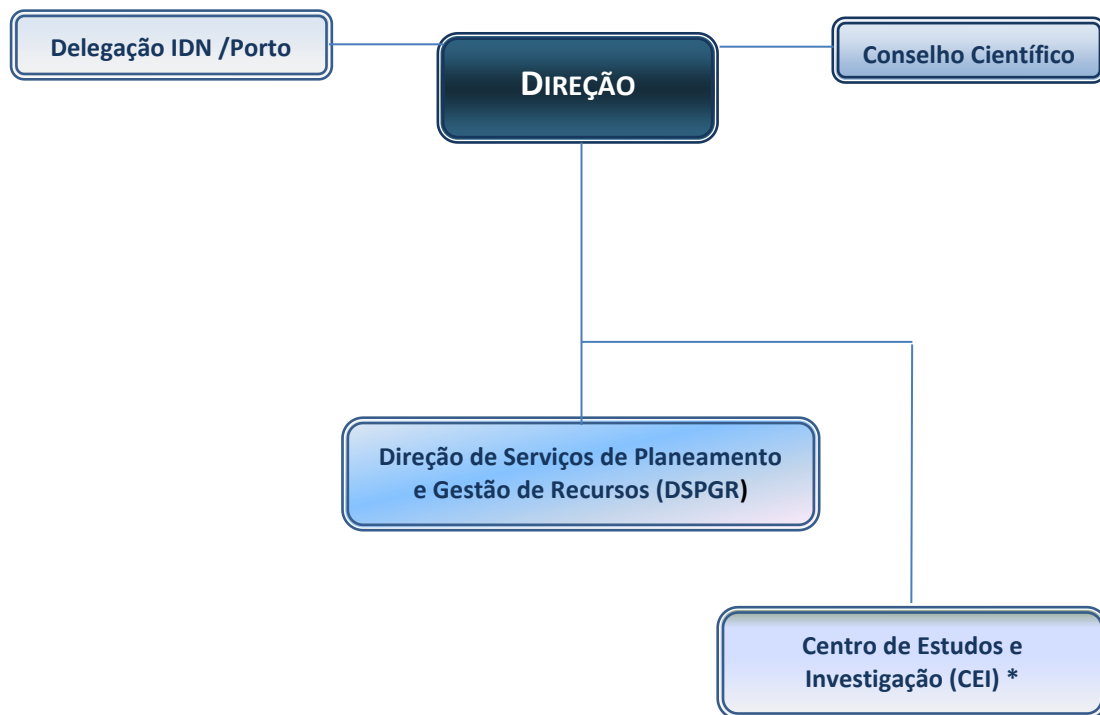 Delegação IDN /Porto
DIREÇÃO
Conselho Científico
Direção de Serviços de Planeamento
e Gestão de Recursos (DSPGR)
Centro de Estudos e
Investigação (CEI) *